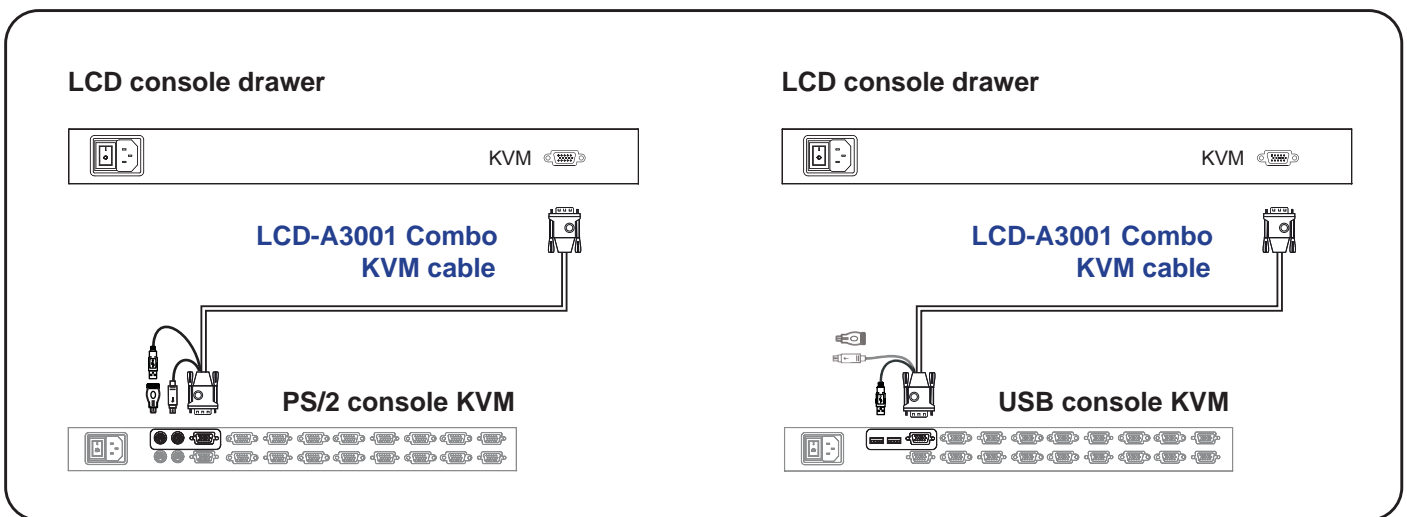 LCD console drawer
KVM
LCD-A3001 Combo
KVM cable
PS/2 console KVM
LCD console drawer
KVM
LCD-A3001 Combo
KVM cable
USB console KVM